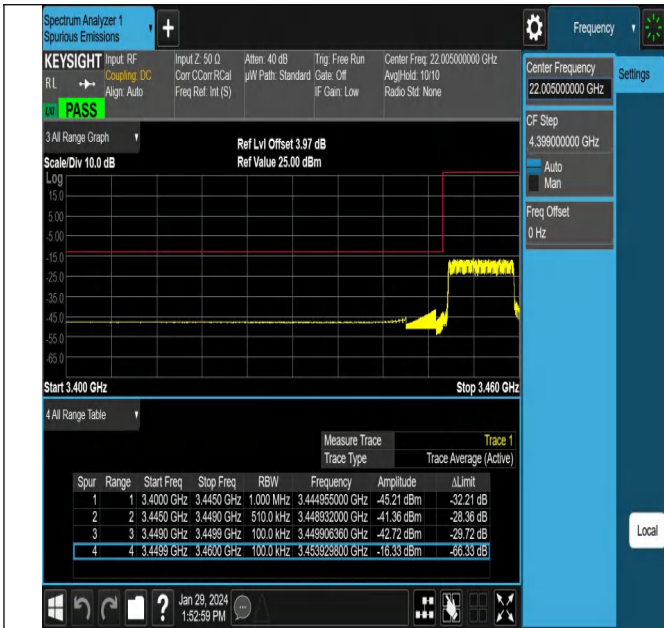 Spectrum Analyzer 1
Spurious Emissions
+
Frequency
KEYSIGHT Input: RF Input Z: 50 Ω Atten: 40 dB Trig: Free Run Center Freq: 22.005000000 GHz
RL Coupling: DC Corr CCorr RCal µW Path: Standard Gate: Off Avg|Hold: 10/10
Align: Auto Freq Ref: Int (S) IF Gain: Low Radio Std: None
PASS
Center Frequency
22.005000000 GHz
Settings
CF Step
4.399000000 GHz
Auto
Man
Freq Offset
0 Hz
3 All Range Graph
Ref Lvl Offset 3.97 dB
Scale/Div 10.0 dB Ref Value 25.00 dBm
Log
15.0
5.00
-5.00
-15.0
-25.0
-35.0
-45.0
-55.0
-65.0
Start 3.400 GHz Stop 3.460 GHz
4 All Range Table
Measure Trace Trace 1
Trace Type Trace Average (Active)
Spur Range Start Freq Stop Freq RBW Frequency Amplitude ΔLimit
1 1 3.4000 GHz 3.4450 GHz 1.000 MHz 3.444955000 GHz -45.21 dBm -32.21 dB
2 2 3.4450 GHz 3.4490 GHz 510.0 kHz 3.448932000 GHz -41.36 dBm -28.36 dB
3 3 3.4490 GHz 3.4499 GHz 100.0 kHz 3.449906360 GHz -42.72 dBm -29.72 dB
4 4 3.4499 GHz 3.4600 GHz 100.0 kHz 3.453929800 GHz -16.33 dBm -66.33 dB
Local
? Jan 29, 2024
1:52:59 PM